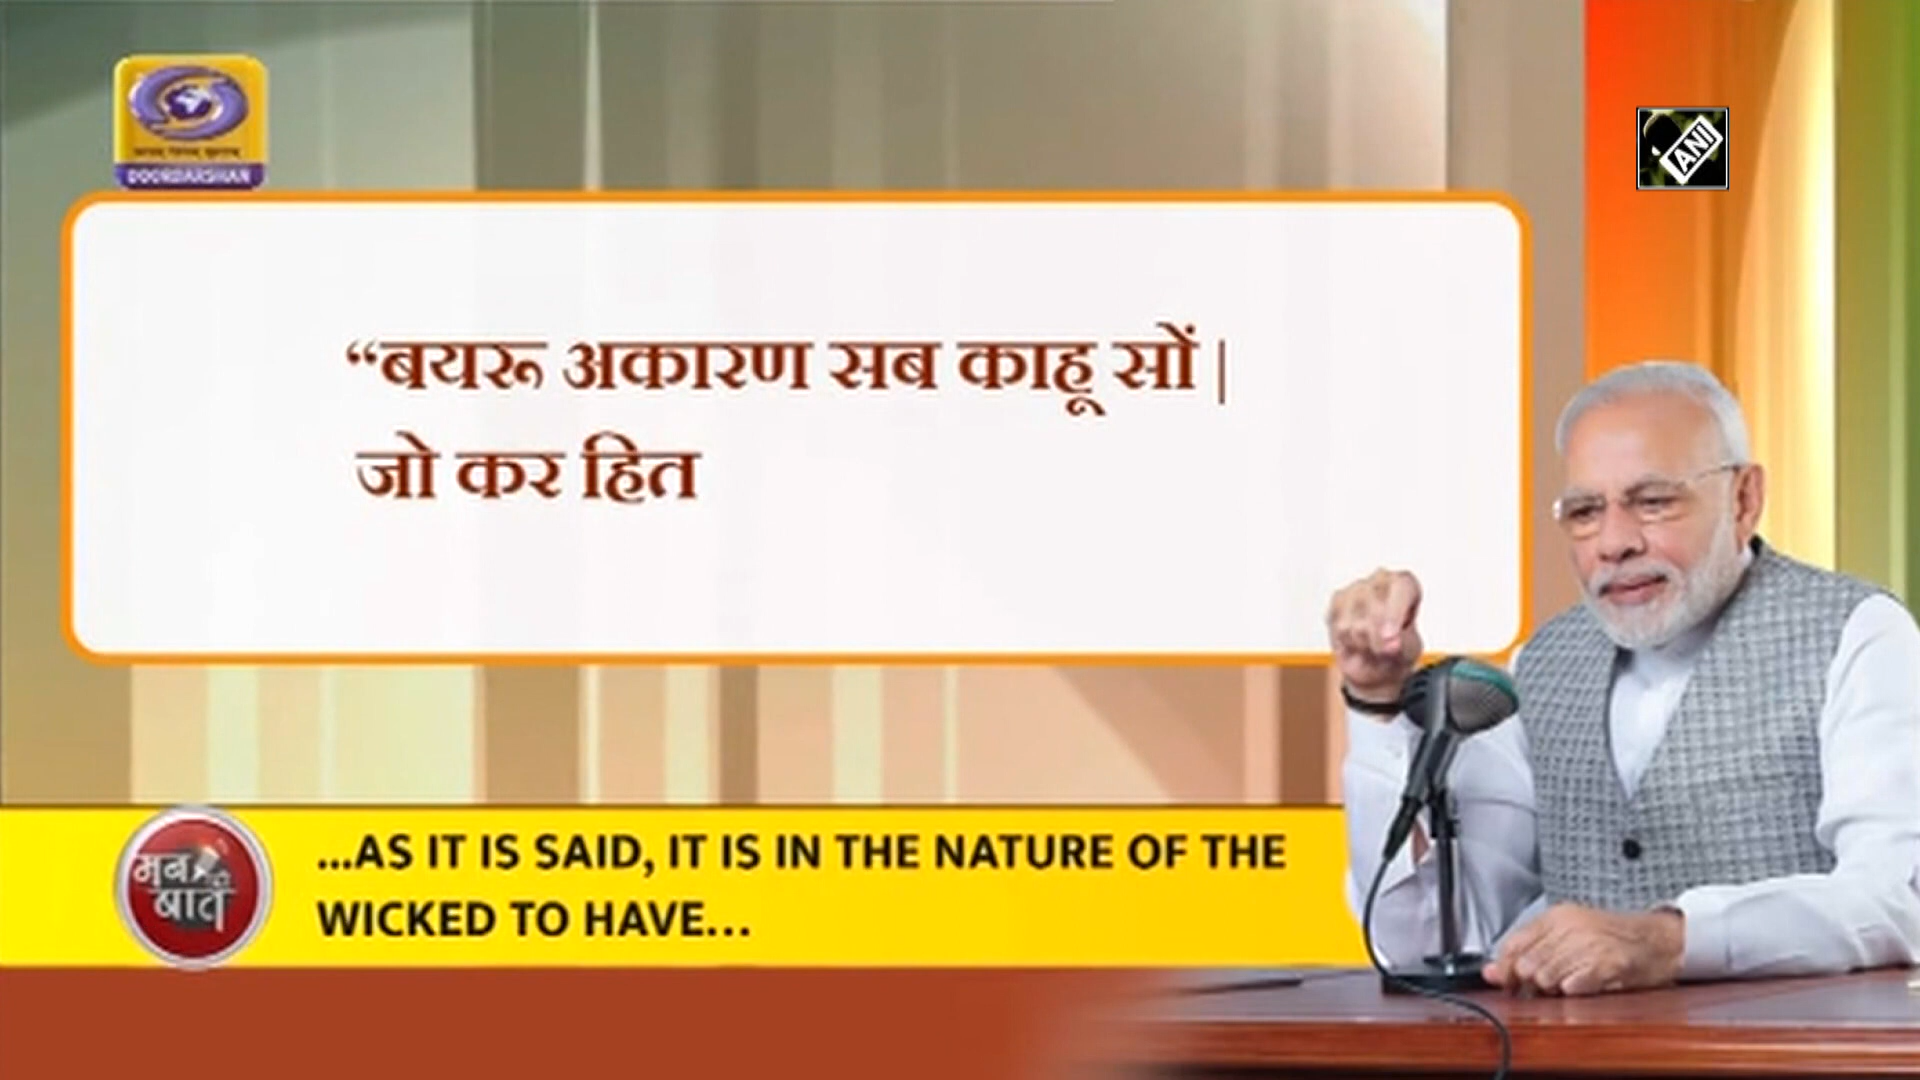 DOORDARSHAN
ANI
“बयरू अकारण सब काहू सों|
जो कर हित
मन की
बात
...AS IT IS SAID, IT IS IN THE NATURE OF THE
WICKED TO HAVE...